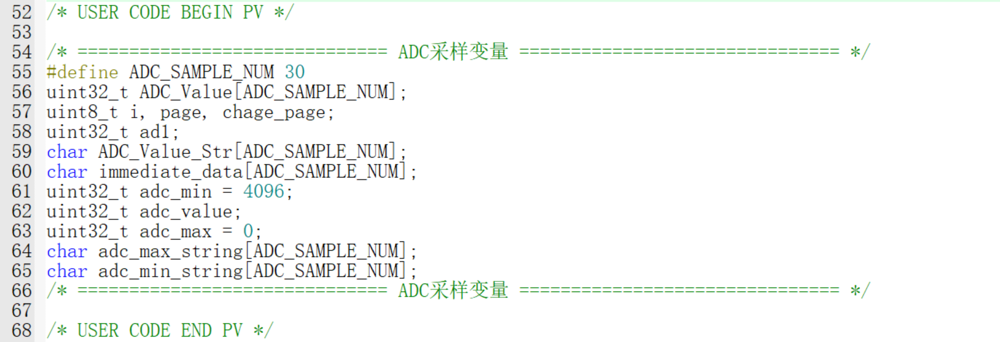 52 /* USER CODE BEGIN PV */
53
54 /* ============================== ADC采样变量 =============================== */
55 #define ADC_SAMPLE_NUM 30
56 uint32_t ADC_Value[ADC_SAMPLE_NUM];
57 uint8_t i, page, chage_page;
58 uint32_t ad1;
59 char ADC_Value_Str[ADC_SAMPLE_NUM];
60 char immediate_data[ADC_SAMPLE_NUM];
61 uint32_t adc_min = 4096;
62 uint32_t adc_value;
63 uint32_t adc_max = 0;
64 char adc_max_string[ADC_SAMPLE_NUM];
65 char adc_min_string[ADC_SAMPLE_NUM];
66 /* ============================== ADC采样变量 =============================== */
67
68 /* USER CODE END PV */